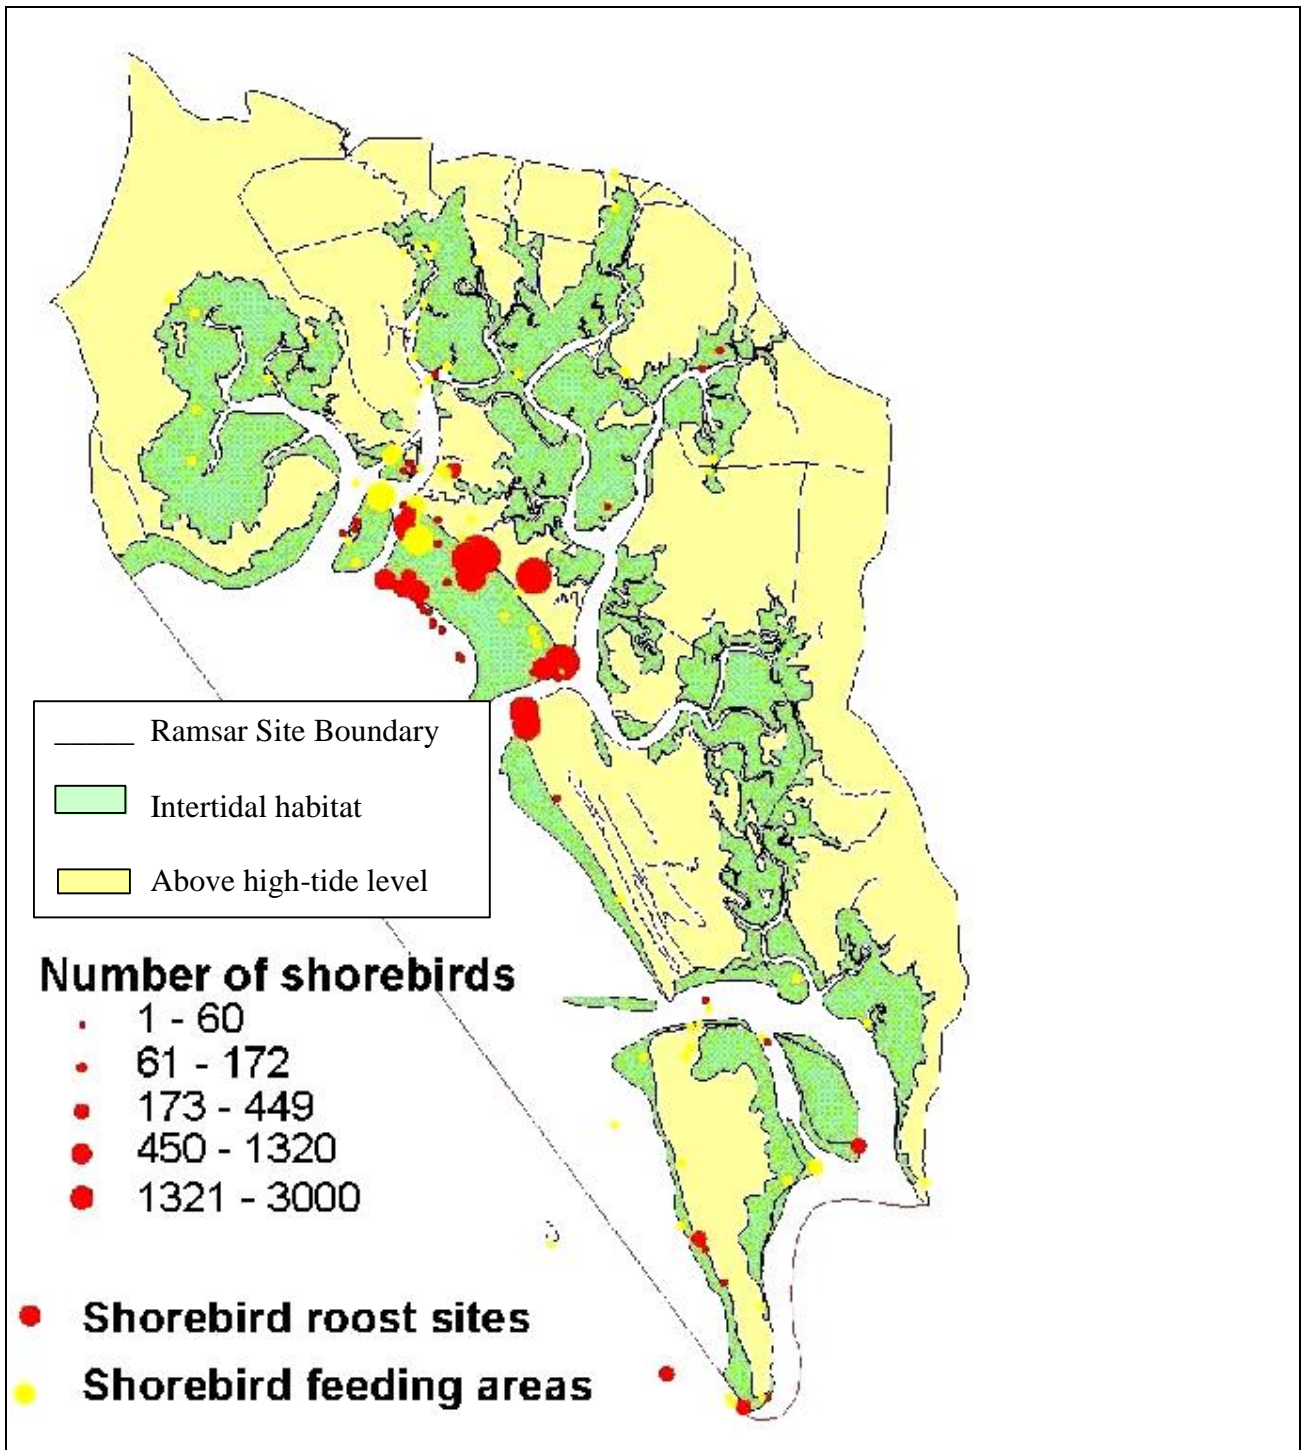 Ramsar Site Boundary
Intertidal habitat
Above high-tide level
Number of shorebirds
1 - 60
61 - 172
173 - 449
450 - 1320
1321 - 3000
Shorebird roost sites
Shorebird feeding areas